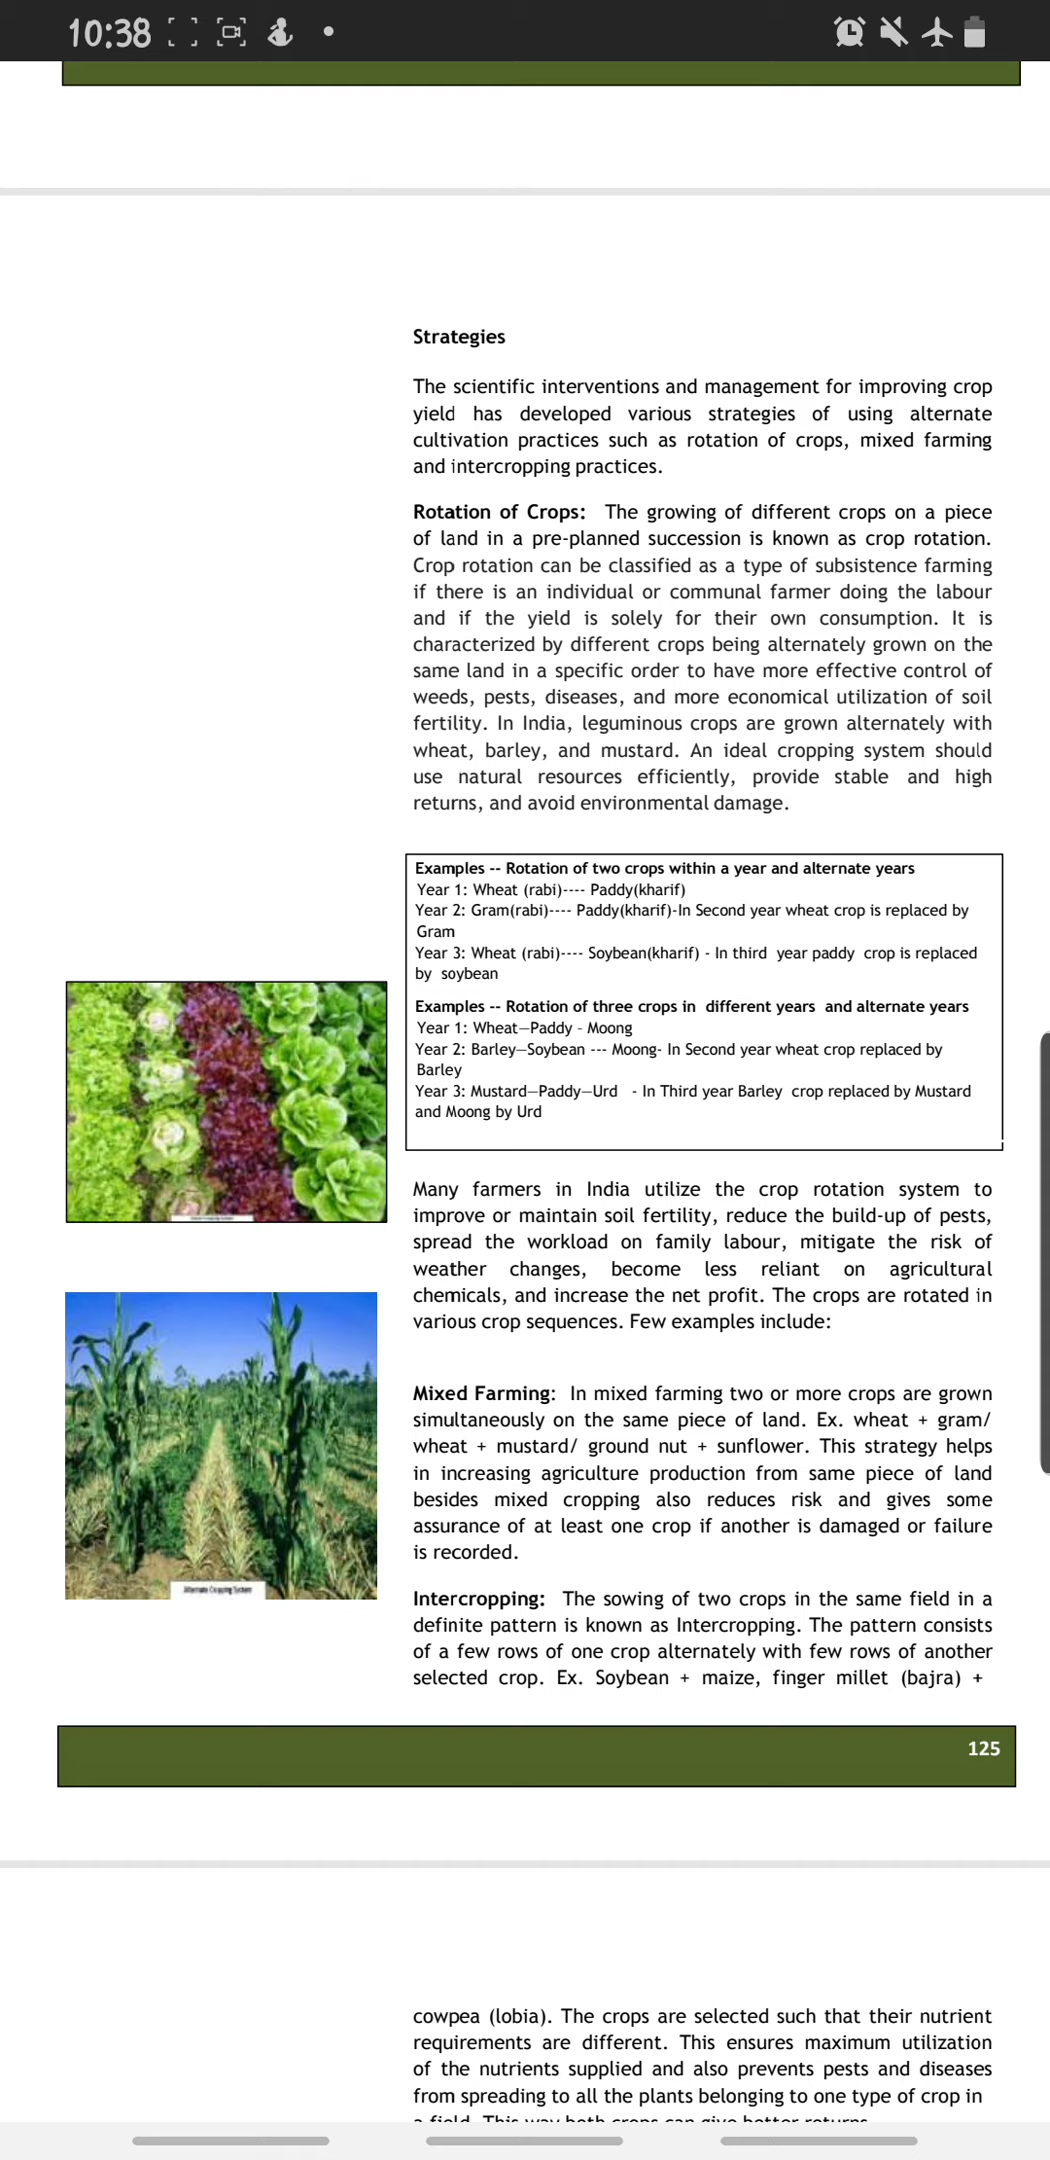 10:38
Strategies
The scientific interventions and management for improving crop
yield has developed various strategies of using alternate
cultivation practices such as rotation of crops, mixed farming
and intercropping practices.
Rotation of Crops: The growing of different crops on a piece
of land in a pre-planned succession is known as crop rotation.
Crop rotation can be classified as a type of subsistence farming
if there is an individual or communal farmer doing the labour
and if the yield is solely for their own consumption. It is
characterized by different crops being alternately grown on the
same land in a specific order to have more effective control of
weeds, pests, diseases, and more economical utilization of soil
fertility. In India, leguminous crops are grown alternately with
wheat, barley, and mustard. An ideal cropping system should
use natural resources efficiently, provide stable and high
returns, and avoid environmental damage.
Examples -- Rotation of two crops within a year and alternate years
Year 1: Wheat (rabi)---- Paddy(kharif)
Year 2: Gram(rabi)---- Paddy(kharif)-In Second year wheat crop is replaced by
Gram
Year 3: Wheat (rabi)---- Soybean(kharif) - In third year paddy crop is replaced
by soybean
Examples -- Rotation of three crops in different years and alternate years
Year 1: Wheat—Paddy - Moong
Year 2: Barley—Soybean --- Moong- In Second year wheat crop replaced by
Barley
Year 3: Mustard—Paddy—Urd - In Third year Barley crop replaced by Mustard
and Moong by Urd
Many farmers in India utilize the crop rotation system to
improve or maintain soil fertility, reduce the build-up of pests,
spread the workload on family labour, mitigate the risk of
weather changes, become less reliant on agricultural
chemicals, and increase the net profit. The crops are rotated in
various crop sequences. Few examples include:
Mixed Farming: In mixed farming two or more crops are grown
simultaneously on the same piece of land. Ex. wheat + gram/
wheat + mustard/ ground nut + sunflower. This strategy helps
in increasing agriculture production from same piece of land
besides mixed cropping also reduces risk and gives some
assurance of at least one crop if another is damaged or failure
is recorded.
Alternate Cropping System
Intercropping: The sowing of two crops in the same field in a
definite pattern is known as Intercropping. The pattern consists
of a few rows of one crop alternately with few rows of another
selected crop. Ex. Soybean + maize, finger millet (bajra) +
125
cowpea (lobia). The crops are selected such that their nutrient
requirements are different. This ensures maximum utilization
of the nutrients supplied and also prevents pests and diseases
from spreading to all the plants belonging to one type of crop in
a field. This way both crops can give better returns.